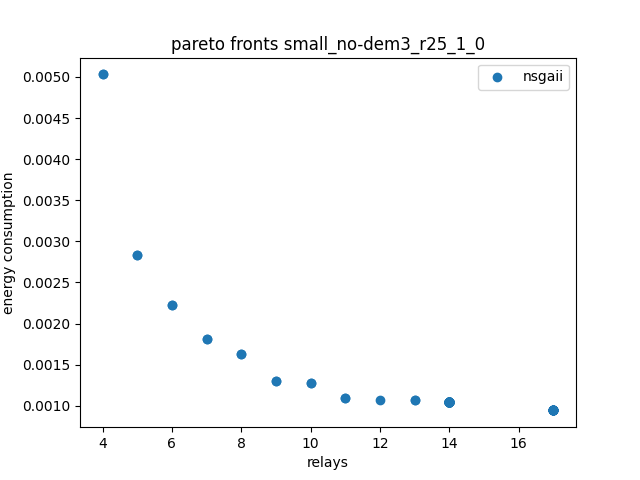 pareto fronts small_no-dem3_r25_1_0
nsgaii
energy consumption
0.0050
0.0045
0.0040
0.0035
0.0030
0.0025
0.0020
0.0015
0.0010
4 6 8 10 12 14 16
relays